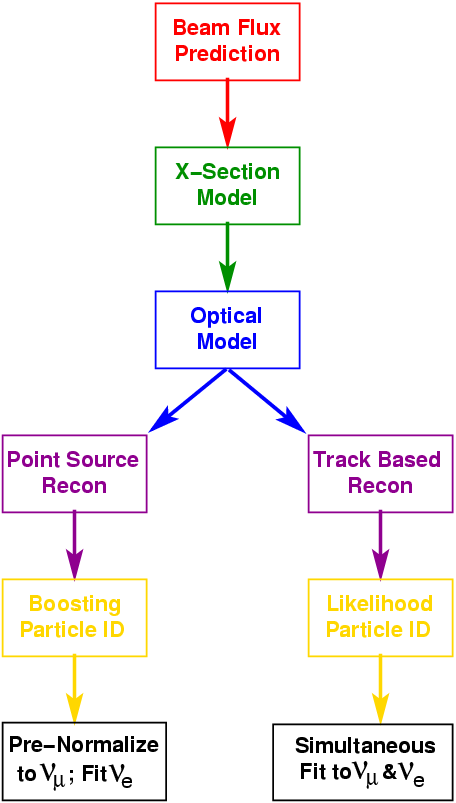 Beam Flux
Prediction
X–Section
Model
Optical
Model
Point Source
Recon
Track Based
Recon
Boosting
Particle ID
Likelihood
Particle ID
Pre–Normalize
to νμ; Fit νe
Simultaneous
Fit to νμ & νe